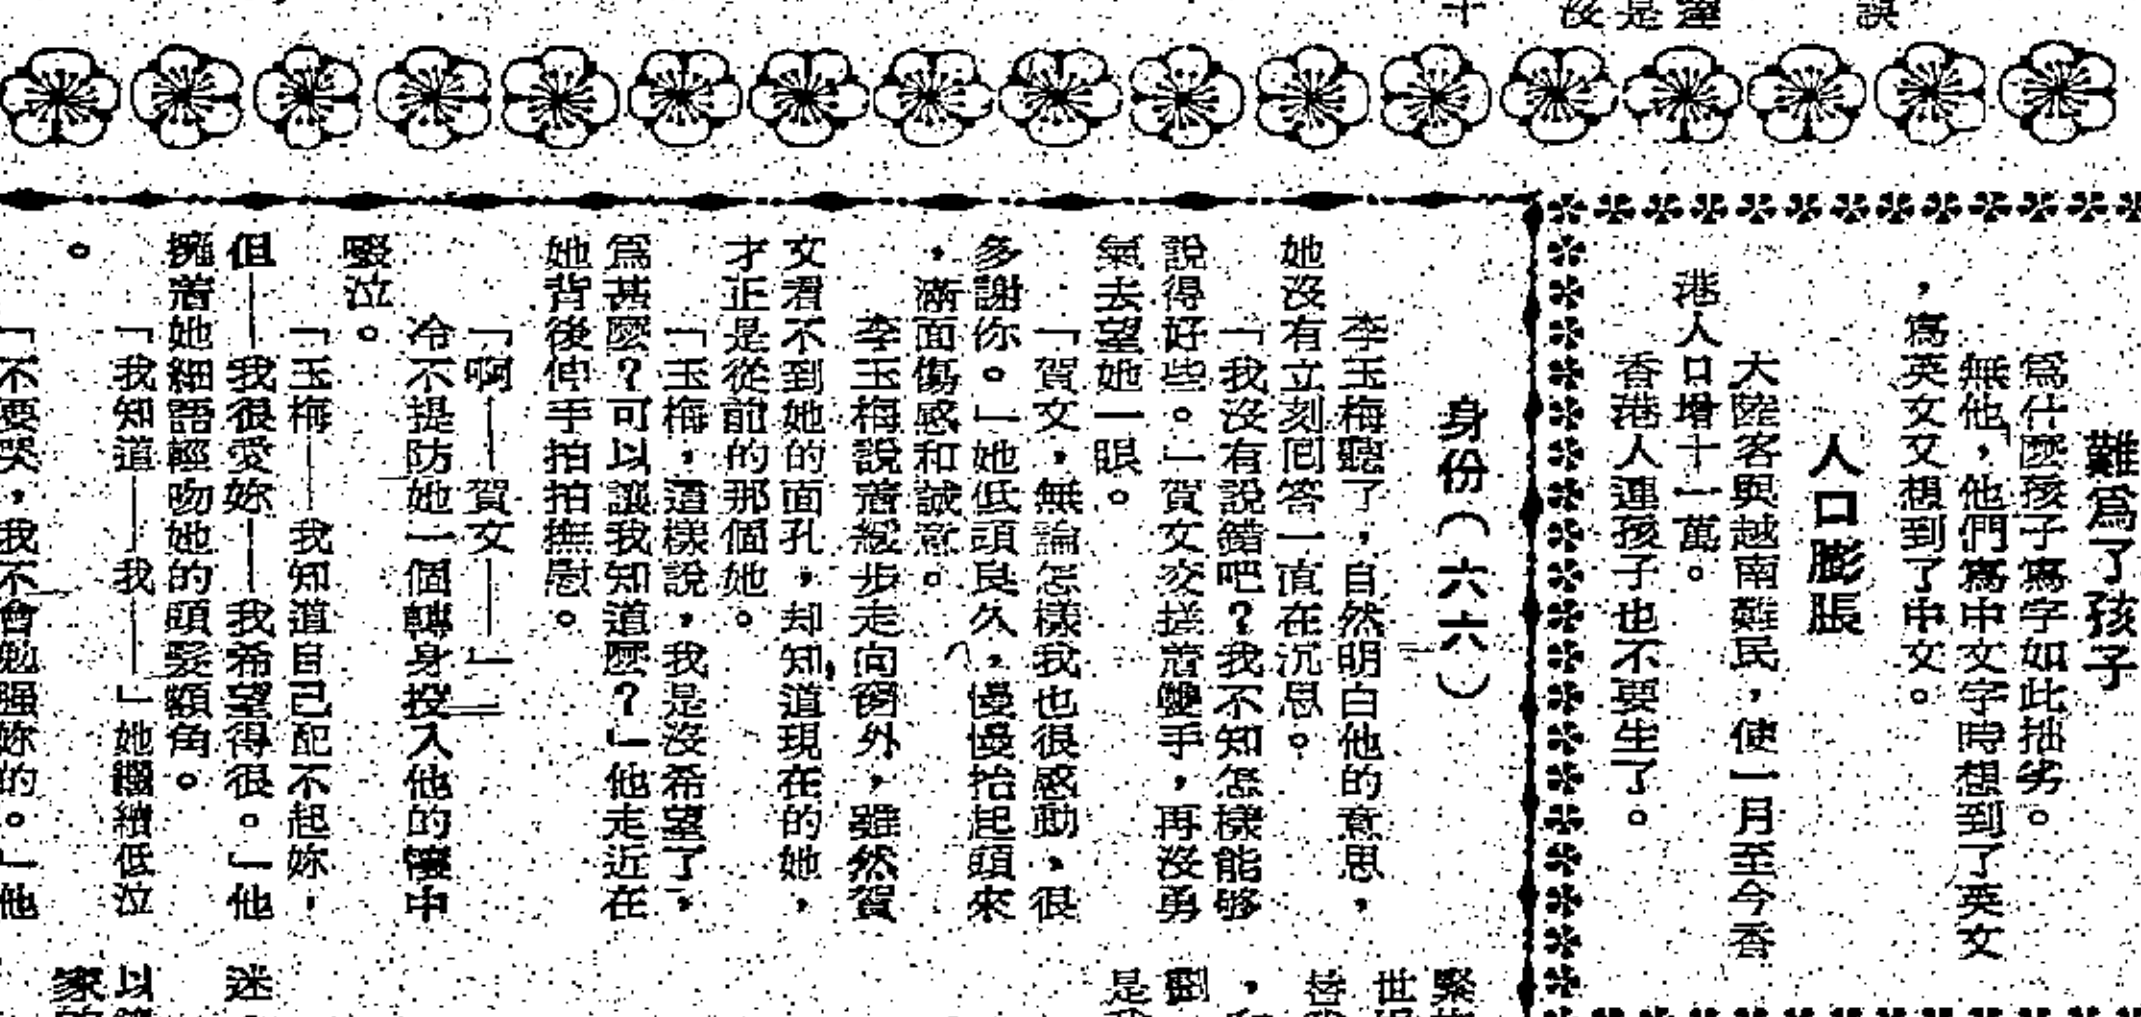 難爲了孩子
爲什麼孩子寫字如此拙劣。
無他,他們寫中文字時想到了英文
,寫英文又想到了中文。
人口膨脹
大陸客與越南難民,使一月至今香
港人口增十一萬。
香港人連孩子也不要生了。
身份(六六)
李玉梅聽了,自然明白他的意思,
她沒有立刻囘答一直在沉思。
「我沒有說錯吧?我不知怎樣能够
說得好些。」賀文交搓着雙手,再沒勇
氣去望她一眼。
「賀文,無論怎樣我也很感動,很
多謝你。」她低頭良久,慢慢抬起頭來
,滿面傷感和誠意。
李玉梅說着緩步走向窗外,雖然賀
文看不到她的面孔,却知道現在的她,
才正是從前的那個她。
「玉梅,這樣說,我是沒希望了,
爲甚麼?可以讓我知道麼?」他走近在
她背後伸手拍拍撫慰。
「啊——賀文——」
冷不提防她一個轉身投入他的懷中
啜泣。
「玉梅——我知道自己配不起妳,
但——我很愛妳——我希望得很。」他
擁着她細語輕吻她的頭髮額角。
「我知道——我——」她繼續低泣
。
「不要哭,我不會勉强妳的。」他